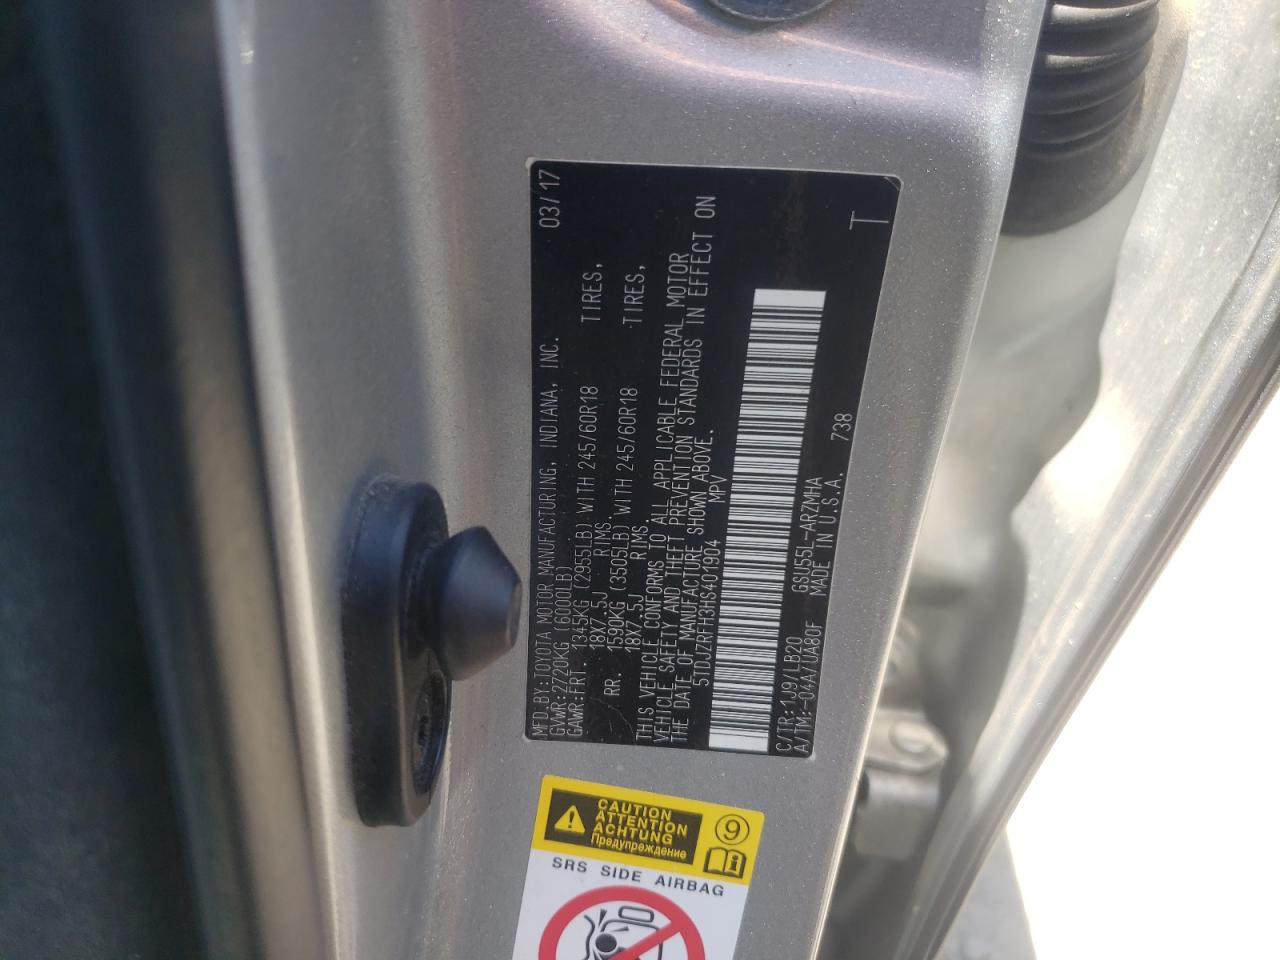 MFD.BY:TOYOTA MOTOR MANUFACTURING, INDIANA, INC. 03/17
GVWR:2720KG (6000LB)
GAWR:FRT. 1345KG (2955LB) WITH 245/60R18 TIRES,
18X7.5J RIMS.
RR. 1590KG (3505LB) WITH 245/60R18 TIRES,
18X7.5J RIMS.
THIS VEHICLE CONFORMS TO ALL APPLICABLE FEDERAL MOTOR
VEHICLE SAFETY AND THEFT PREVENTION STANDARDS IN EFFECT ON
THE DATE OF MANUFACTURE SHOWN ABOVE.
5TDJZRFH3HS401904 MPV
C/TR:1J9/LB20 GSU55L-ARZMHA
A/TM:-04A/UA80F MADE IN U.S.A. 738
T
CAUTION
ATTENTION
ACHTUNG
Предупреждение
9
SRS SIDE AIRBAG